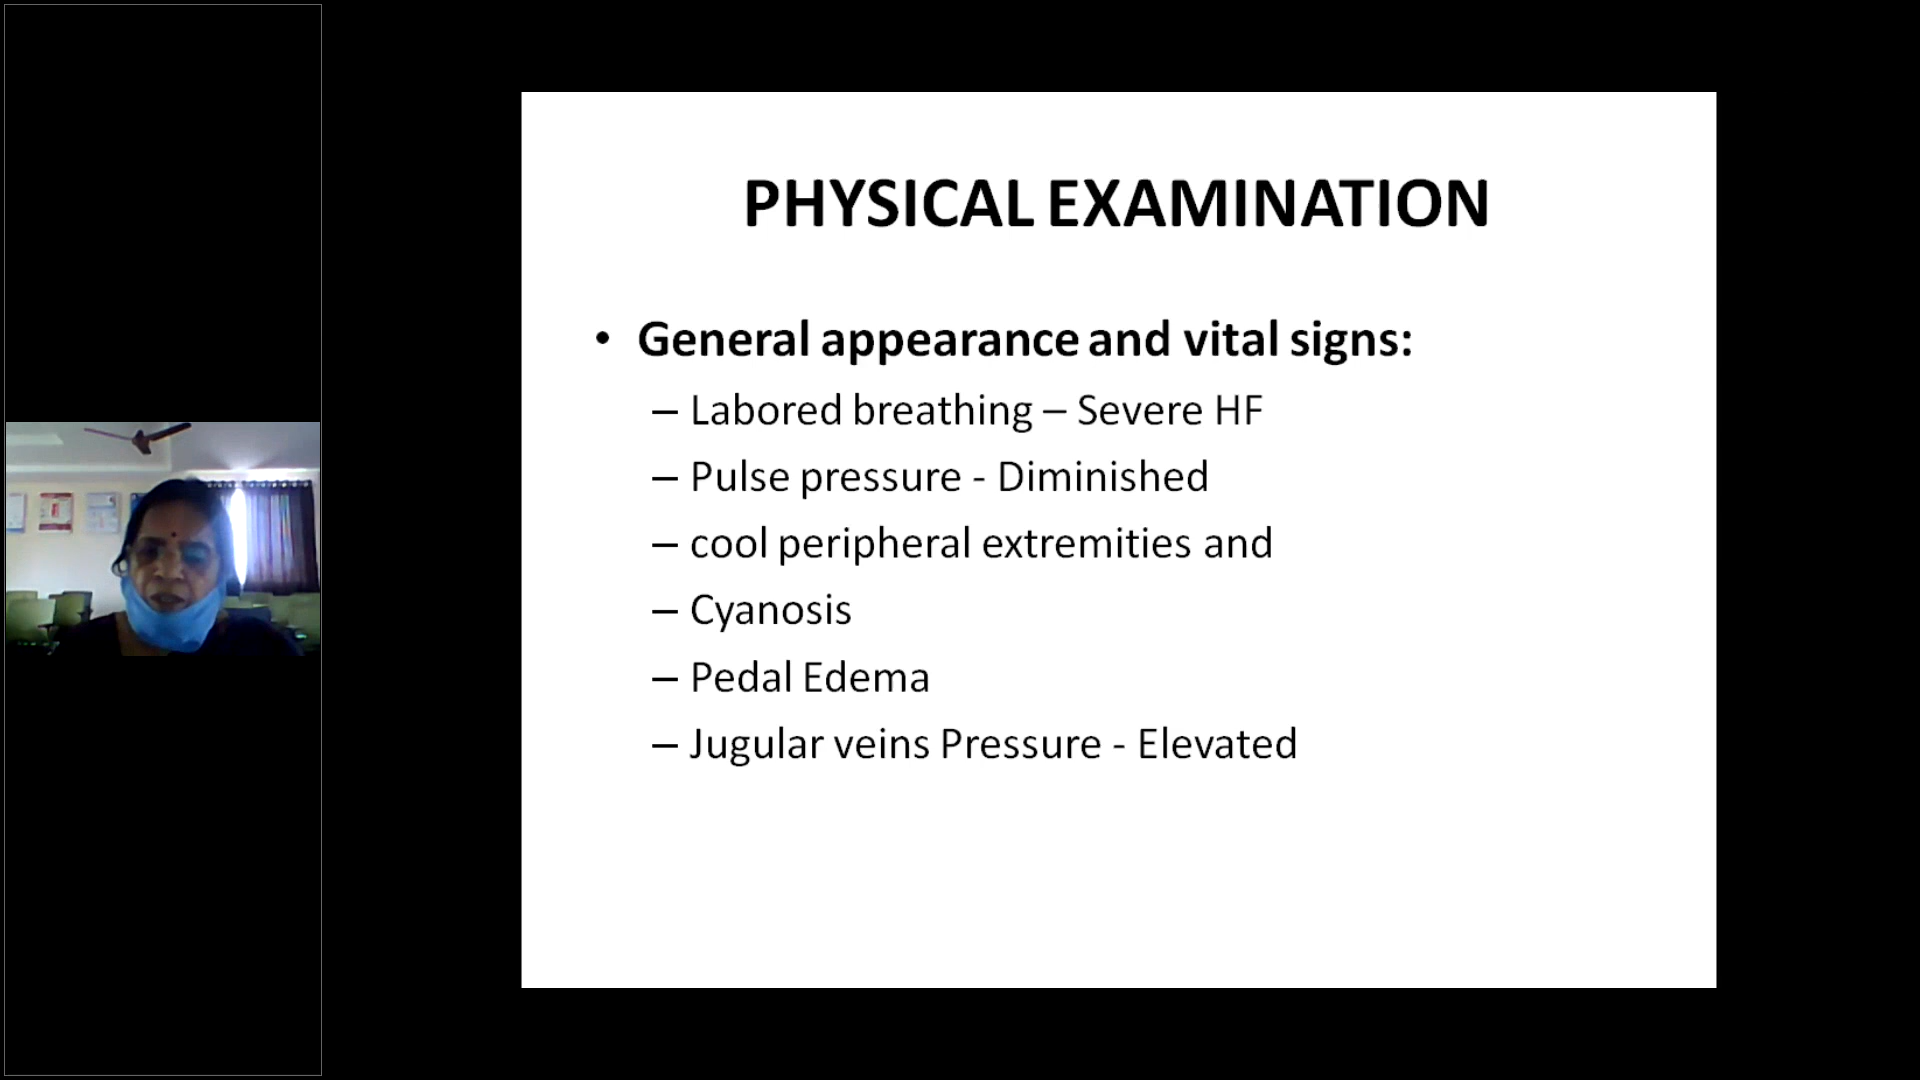 PHYSICAL EXAMINATION
• General appearance and vital signs:
– Labored breathing – Severe HF
– Pulse pressure - Diminished
– cool peripheral extremities and
– Cyanosis
– Pedal Edema
– Jugular veins Pressure - Elevated